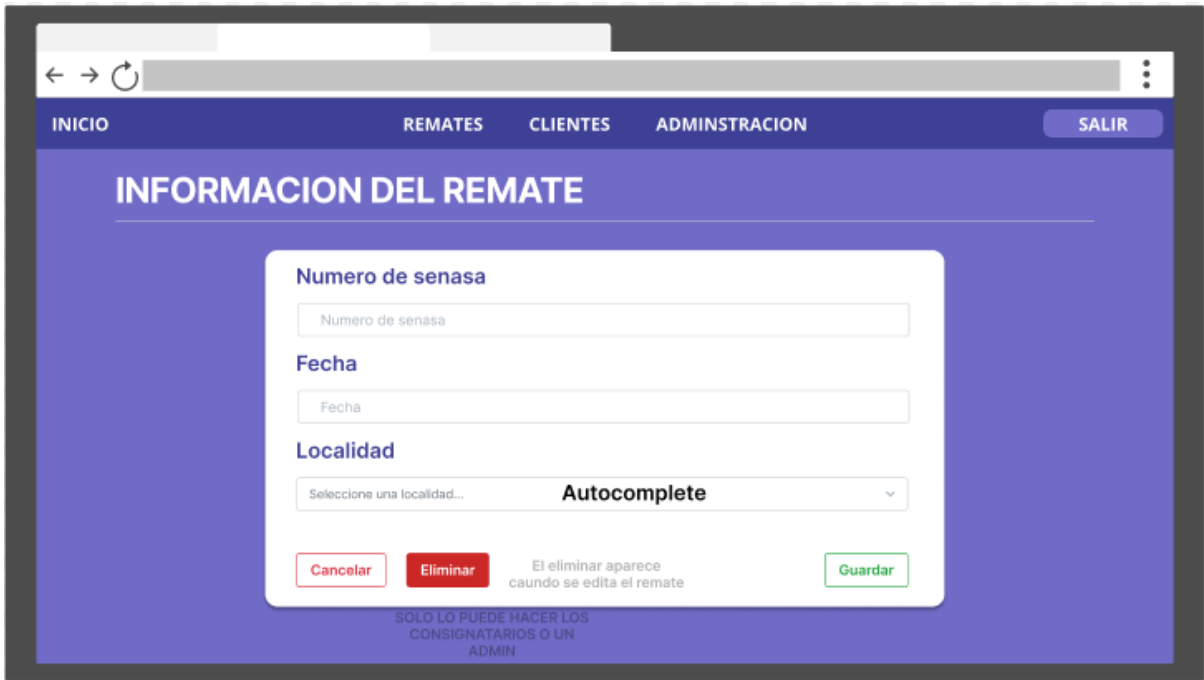 INICIO REMATES CLIENTES ADMINSTRACION SALIR
INFORMACION DEL REMATE
Numero de senasa
Numero de senasa
Fecha
Fecha
Localidad
Seleccione una localidad... Autocomplete
Cancelar Eliminar El eliminar aparece
caundo se edita el remate Guardar
SOLO LO PUEDE HACER LOS
CONSIGNATARIOS O UN
ADMIN